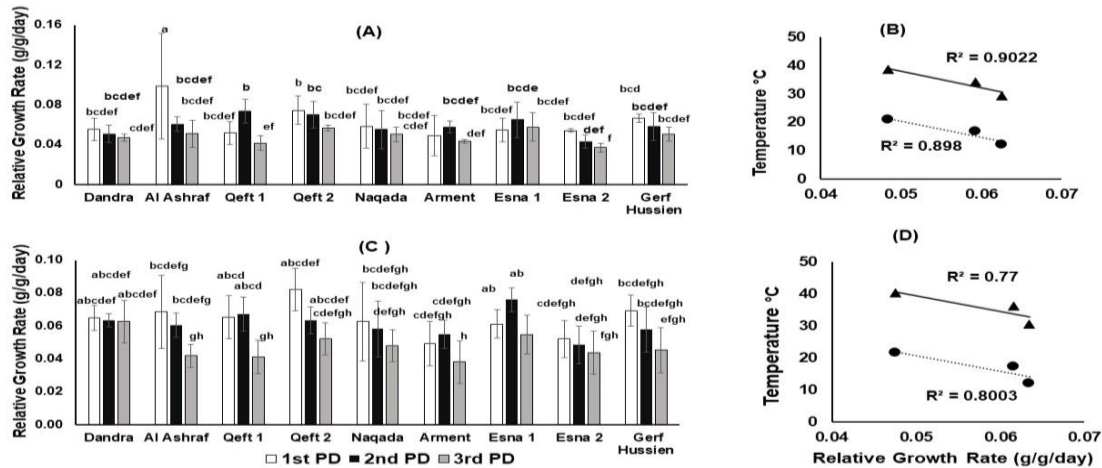 (A)
Relative Growth Rate (g/g/day)
0.16
0.12
0.08
0.04
0
bcdef bcdef cdef
a bcdef bcdef
bcdef b ef
b bc bcdef
bcdef bcdef bcdef cdef
bcdef bcdef def
bcdef bcde bcdef
bcdef def f
bcd bcdef bcdef
Dandra Al Ashraf Qeft 1 Qeft 2 Naqada Arment Esna 1 Esna 2 Gerf
Hussien
(B)
Temperature °C
50
40
30
20
10
0
R² = 0.9022
R² = 0.898
0.04 0.05 0.06 0.07
(C )
Relative Growth Rate (g/g/day)
0.10
0.08
0.06
0.04
0.02
0.00
abcdef abcdef abcdef
bcdefg bcdefg gh
abcd abcd gh
abcdef abcdef cdefgh
bcdefgh bcdefgh defgh
cdefgh cdefgh h
ab ab defgh
cdefgh defgh fgh
bcdefgh bcdefgh efgh
Dandra Al Ashraf Qeft 1 Qeft 2 Naqada Arment Esna 1 Esna 2 Gerf
Hussien
1st PD 2nd PD 3rd PD
(D)
Temperature °C
50
40
30
20
10
0
R² = 0.77
R² = 0.8003
0.04 0.05 0.06 0.07
Relative Growth Rate (g/g/day)